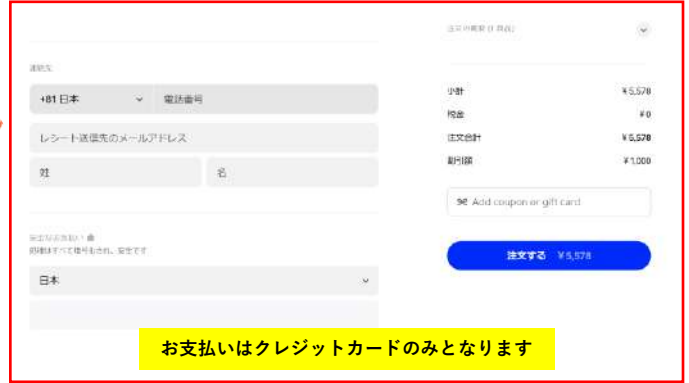 連絡先
+81 日本 電話番号
レシート送信先のメールアドレス
姓 名
日本
小計 ¥5,578
税金 ¥0
注文合計 ¥5,578
割引額 ¥1,000
Add coupon or gift card
注文する ¥5,578
お支払いはクレジットカードのみとなります